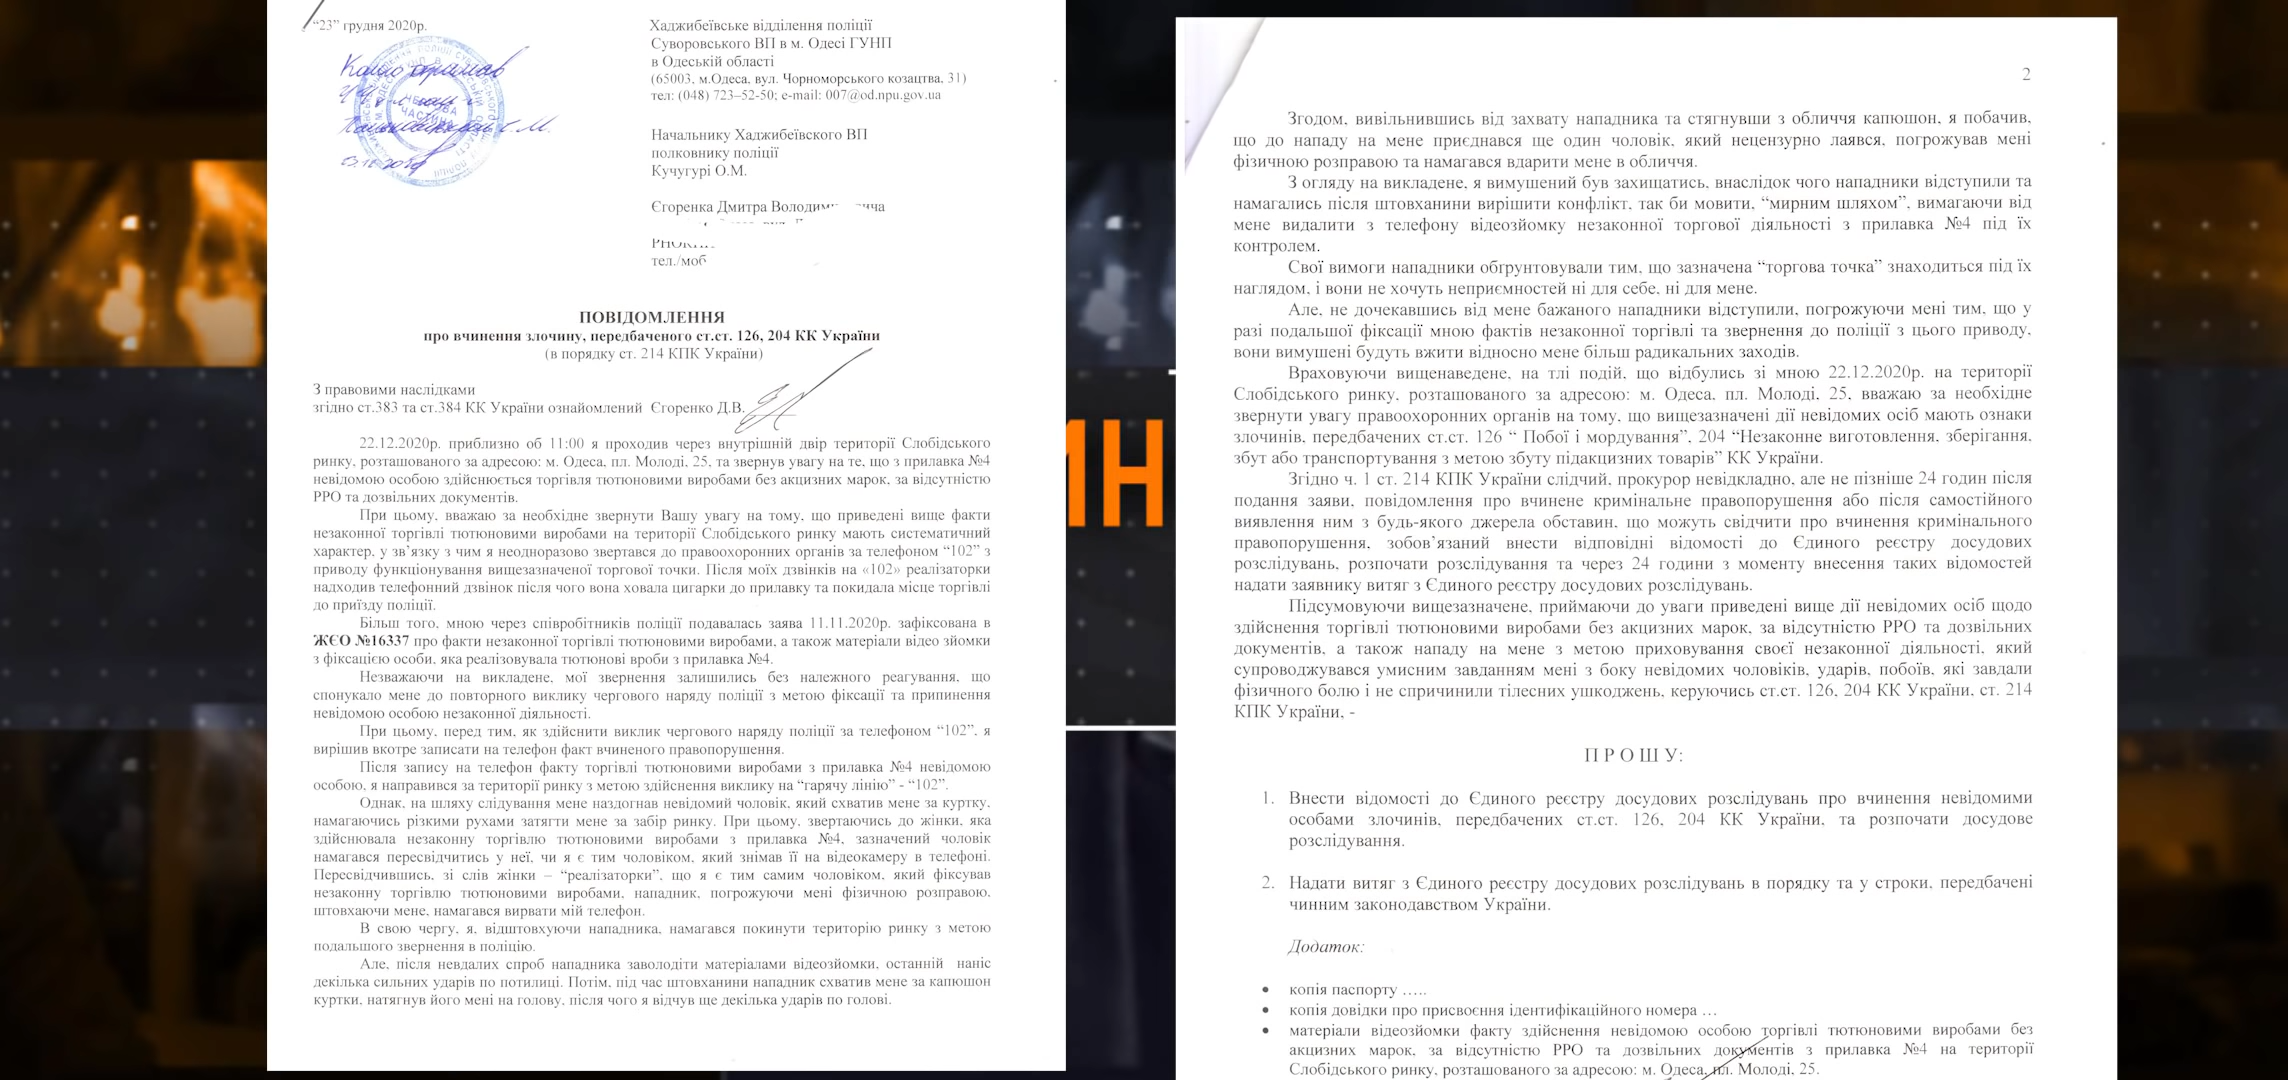 “23” грудня 2020р.
Хаджибеївське відділення поліції
Суворовського ВП в м. Одесі ГУНП
в Одеській області
(65003, м.Одеса, вул. Чорноморського козацтва, 31)
тел: (048) 723–52-50; e-mail: 007@od.npu.gov.ua
Начальнику Хаджибеївского ВП
полковнику поліції
Кучугурі О.М.
Єгоренка Дмитра
тел./моб
ЧАСТИНА
ПОВІДОМЛЕННЯ
про вчинення злочину, передбаченого ст.ст. 126, 204 КК України
(в порядку ст. 214 КПК України)
З правовими наслідками
згідно ст.383 та ст.384 КК України ознайомлений Єгоренко Д.В.
22.12.2020р. приблизно об 11:00 я проходив через внутрішній двір території Слобідського
ринку, розташованого за адресою: м. Одеса, пл. Молоді, 25, та звернув увагу на те, що з прилавка №4
невідомою особою здійснюється торгівля тютюновими виробами без акцизних марок, за відсутністю
РРО та дозвільних документів.
При цьому, вважаю за необхідне звернути Вашу увагу на тому, що приведені вище факти
незаконної торгівлі тютюновими виробами на території Слобідського ринку мають систематичний
характер, у зв’язку з чим я неодноразово звертався до правоохоронних органів за телефоном “102” з
приводу функціонування вищезазначеної торгової точки. Після моїх дзвінків на «102» реалізаторки
надходив телефонний дзвінок після чого вона ховала цигарки до прилавку та покидала місце торгівлі
до приїзду поліції.
Більш того, мною через співробітників поліції подавалась заява 11.11.2020р. зафіксована в
ЖЄО №16337 про факти незаконної торгівлі тютюновими виробами, а також матеріали відео зйомки
з фіксацією особи, яка реалізовувала тютюнові вроби з прилавка №4.
Незважаючи на викладене, мої звернення залишились без належного реагування, що
спонукало мене до повторного виклику чергового наряду поліції з метою фіксації та припинення
невідомою особою незаконної діяльності.
При цьому, перед тим, як здійснити виклик чергового наряду поліції за телефоном “102”, я
вирішив вкотре записати на телефон факт вчиненого правопорушення.
Після запису на телефон факту торгівлі тютюновими виробами з прилавка №4 невідомою
особою, я направився за території ринку з метою здійснення виклику на “гарячу лінію” - “102”.
Однак, на шляху слідування мене наздогнав невідомий чоловік, який схватив мене за куртку,
намагаючись різкими рухами затягти мене за забір ринку. При цьому, звертаючись до жінки, яка
здійснювала незаконну торгівлю тютюновими виробами з прилавка №4, зазначений чоловік
намагався пересвідчитись у неї, чи я є тим чоловіком, який знімав її на відеокамеру в телефоні.
Пересвідчившись, зі слів жінки – “реалізаторки”, що я є тим самим чоловіком, який фіксував
незаконну торгівлю тютюновими виробами, нападник, погрожуючи мені фізичною розправою,
штовхаючи мене, намагався вирвати мій телефон.
В свою чергу, я, відштовхуючи нападника, намагався покинути територію ринку з метою
подальшого звернення в поліцію.
Але, після невдалих спроб нападника заволодіти матеріалами відеозйомки, останній наніс
декілька сильних ударів по потилиці. Потім, під час штовханини нападник схватив мене за капюшон
куртки, натягнув його мені на голову, після чого я відчув ще декілька ударів по голові.
ИН
2
Згодом, вивільнившись від захвату нападника та стягнувши з обличчя капюшон, я побачив,
що до нападу на мене приєднався ще один чоловік, який нецензурно лаявся, погрожував мені
фізичною розправою та намагався вдарити мене в обличчя.
З огляду на викладене, я вимушений був захищатись, внаслідок чого нападники відступили та
намагались після штовханини вирішити конфлікт, так би мовити, “мирним шляхом”, вимагаючи від
мене видалити з телефону відеозйомку незаконної торгової діяльності з прилавка №4 під їх
контролем.
Свої вимоги нападники обґрунтовували тим, що зазначена “торгова точка” знаходиться під їх
наглядом, і вони не хочуть неприємностей ні для себе, ні для мене.
Але, не дочекавшись від мене бажаного нападники відступили, погрожуючи мені тим, що у
разі подальшої фіксації мною фактів незаконної торгівлі та звернення до поліції з цього приводу,
вони вимушені будуть вжити відносно мене більш радикальних заходів.
Враховуючи вищенаведене, на тлі подій, що відбулись зі мною 22.12.2020р. на території
Слобідського ринку, розташованого за адресою: м. Одеса, пл. Молоді, 25, вважаю за необхідне
звернути увагу правоохоронних органів на тому, що вищезазначені дії невідомих осіб мають ознаки
злочинів, передбачених ст.ст. 126 “ Побої і мордування”, 204 “Незаконне виготовлення, зберігання,
збут або транспортування з метою збуту підакцизних товарів” КК України.
Згідно ч. 1 ст. 214 КПК України слідчий, прокурор невідкладно, але не пізніше 24 годин після
подання заяви, повідомлення про вчинене кримінальне правопорушення або після самостійного
виявлення ним з будь-якого джерела обставин, що можуть свідчити про вчинення кримінального
правопорушення, зобов’язаний внести відповідні відомості до Єдиного реєстру досудових
розслідувань, розпочати розслідування та через 24 години з моменту внесення таких відомостей
надати заявнику витяг з Єдиного реєстру досудових розслідувань.
Підсумовуючи вищезазначене, приймаючи до уваги приведені вище дії невідомих осіб щодо
здійснення торгівлі тютюновими виробами без акцизних марок, за відсутністю РРО та дозвільних
документів, а також нападу на мене з метою приховування своєї незаконної діяльності, який
супроводжувався умисним завданням мені з боку невідомих чоловіків, ударів, побоїв, які завдали
фізичного болю і не спричинили тілесних ушкоджень, керуючись ст.ст. 126, 204 КК України, ст. 214
КПК України, -
П Р О Ш У:
1. Внести відомості до Єдиного реєстру досудових розслідувань про вчинення невідомими
особами злочинів, передбачених ст.ст. 126, 204 КК України, та розпочати досудове
розслідування.
2. Надати витяг з Єдиного реєстру досудових розслідувань в порядку та у строки, передбачені
чинним законодавством України.
Додаток:
• копія паспорту …..
• копія довідки про присвоєння ідентифікаційного номера …
• матеріали відеозйомки факту здійснення невідомою особою торгівлі тютюновими виробами без
акцизних марок, за відсутністю РРО та дозвільних документів з прилавка №4 на території
Слобідського ринку, розташованого за адресою: м. Одеса, пл. Молоді, 25.